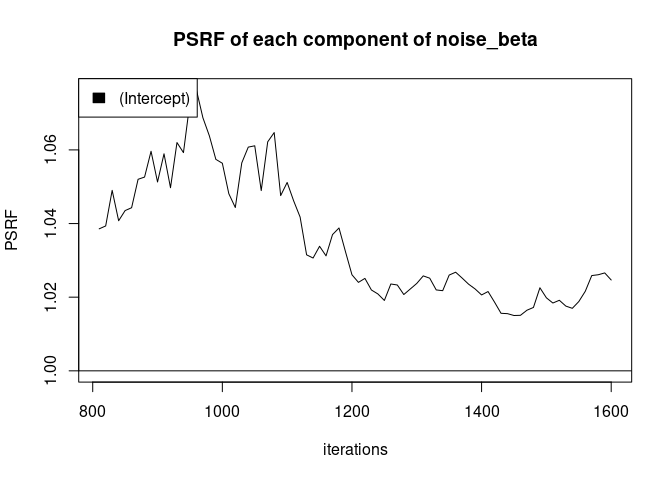 PSRF of each component of noise_beta
(Intercept)
PSRF
1.06
1.04
1.02
1.00
800 1000 1200 1400 1600
iterations